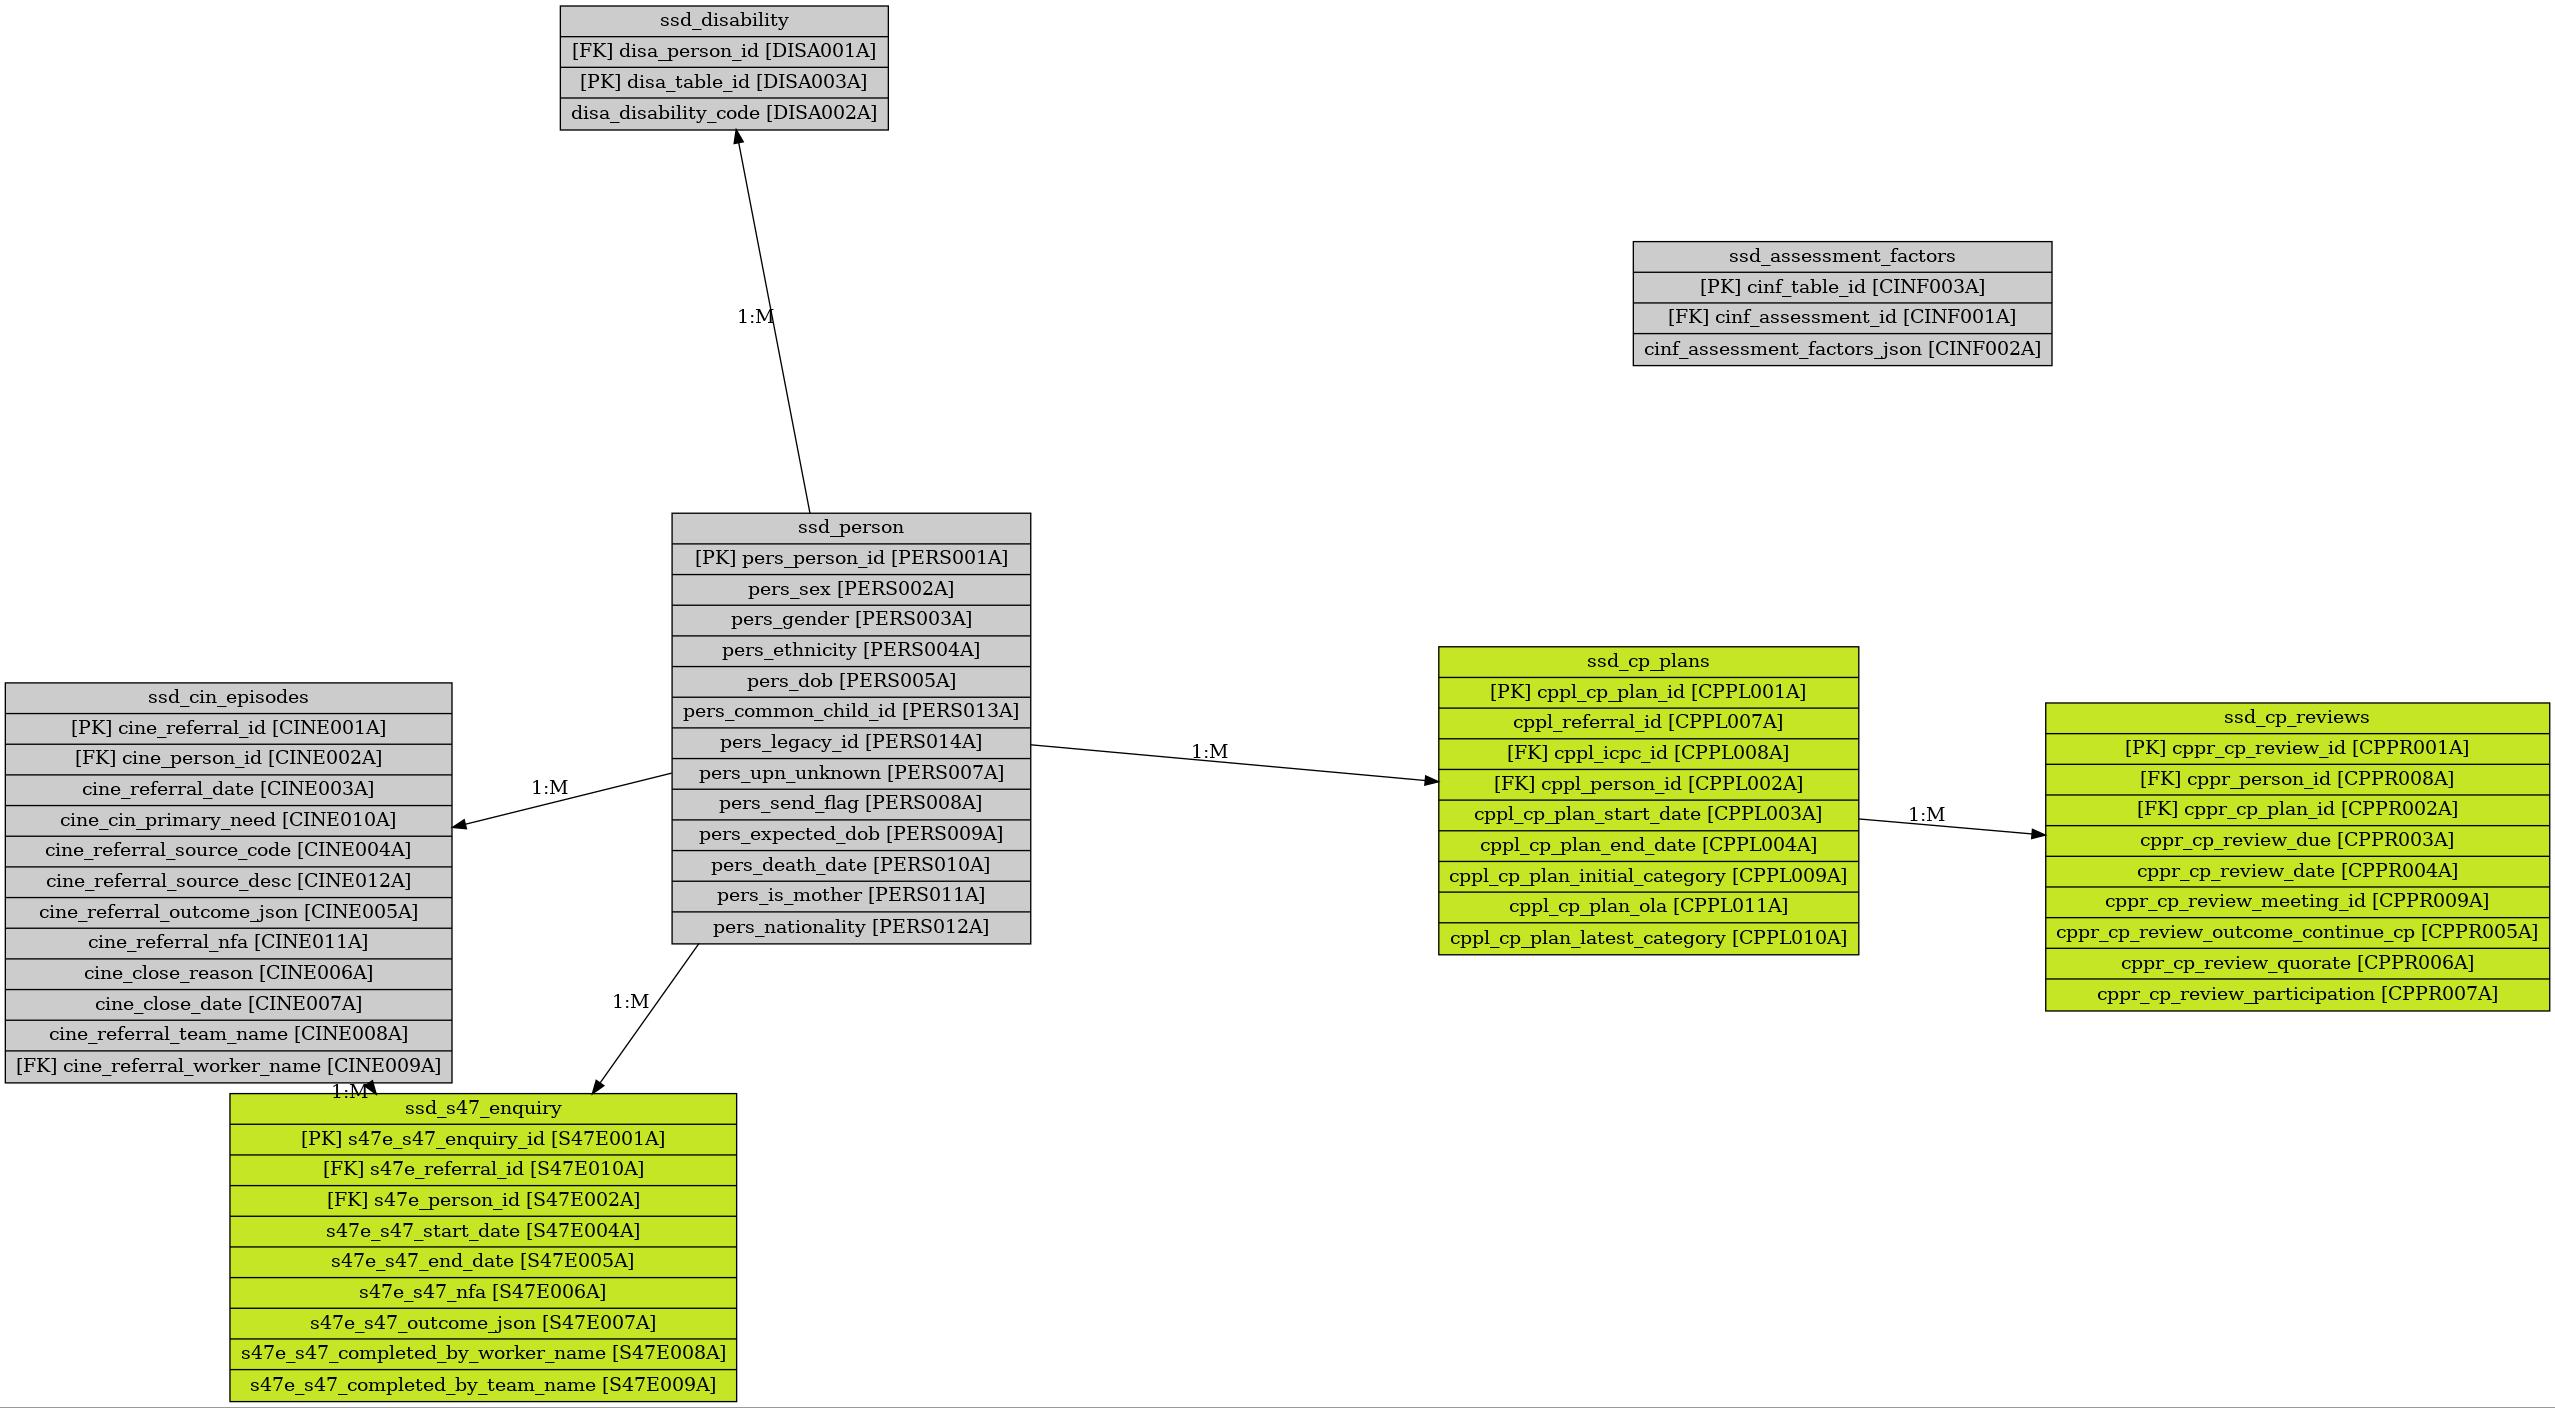 ssd_disability
[FK] disa_person_id [DISA001A]
[PK] disa_table_id [DISA003A]
disa_disability_code [DISA002A]
1:M
ssd_assessment_factors
[PK] cinf_table_id [CINF003A]
[FK] cinf_assessment_id [CINF001A]
cinf_assessment_factors_json [CINF002A]
ssd_person
[PK] pers_person_id [PERS001A]
pers_sex [PERS002A]
pers_gender [PERS003A]
pers_ethnicity [PERS004A]
pers_dob [PERS005A]
pers_common_child_id [PERS013A]
pers_legacy_id [PERS014A]
pers_upn_unknown [PERS007A]
pers_send_flag [PERS008A]
pers_expected_dob [PERS009A]
pers_death_date [PERS010A]
pers_is_mother [PERS011A]
pers_nationality [PERS012A]
1:M
1:M
1:M
ssd_cin_episodes
[PK] cine_referral_id [CINE001A]
[FK] cine_person_id [CINE002A]
cine_referral_date [CINE003A]
cine_cin_primary_need [CINE010A]
cine_referral_source_code [CINE004A]
cine_referral_source_desc [CINE012A]
cine_referral_outcome_json [CINE005A]
cine_referral_nfa [CINE011A]
cine_close_reason [CINE006A]
cine_close_date [CINE007A]
cine_referral_team_name [CINE008A]
[FK] cine_referral_worker_name [CINE009A]
1:M
ssd_cp_plans
[PK] cppl_cp_plan_id [CPPL001A]
cppl_referral_id [CPPL007A]
[FK] cppl_icpc_id [CPPL008A]
[FK] cppl_person_id [CPPL002A]
cppl_cp_plan_start_date [CPPL003A]
cppl_cp_plan_end_date [CPPL004A]
cppl_cp_plan_initial_category [CPPL009A]
cppl_cp_plan_ola [CPPL011A]
cppl_cp_plan_latest_category [CPPL010A]
1:M
ssd_cp_reviews
[PK] cppr_cp_review_id [CPPR001A]
[FK] cppr_person_id [CPPR008A]
[FK] cppr_cp_plan_id [CPPR002A]
cppr_cp_review_due [CPPR003A]
cppr_cp_review_date [CPPR004A]
cppr_cp_review_meeting_id [CPPR009A]
cppr_cp_review_outcome_continue_cp [CPPR005A]
cppr_cp_review_quorate [CPPR006A]
cppr_cp_review_participation [CPPR007A]
ssd_s47_enquiry
[PK] s47e_s47_enquiry_id [S47E001A]
[FK] s47e_referral_id [S47E010A]
[FK] s47e_person_id [S47E002A]
s47e_s47_start_date [S47E004A]
s47e_s47_end_date [S47E005A]
s47e_s47_nfa [S47E006A]
s47e_s47_outcome_json [S47E007A]
s47e_s47_completed_by_worker_name [S47E008A]
s47e_s47_completed_by_team_name [S47E009A]